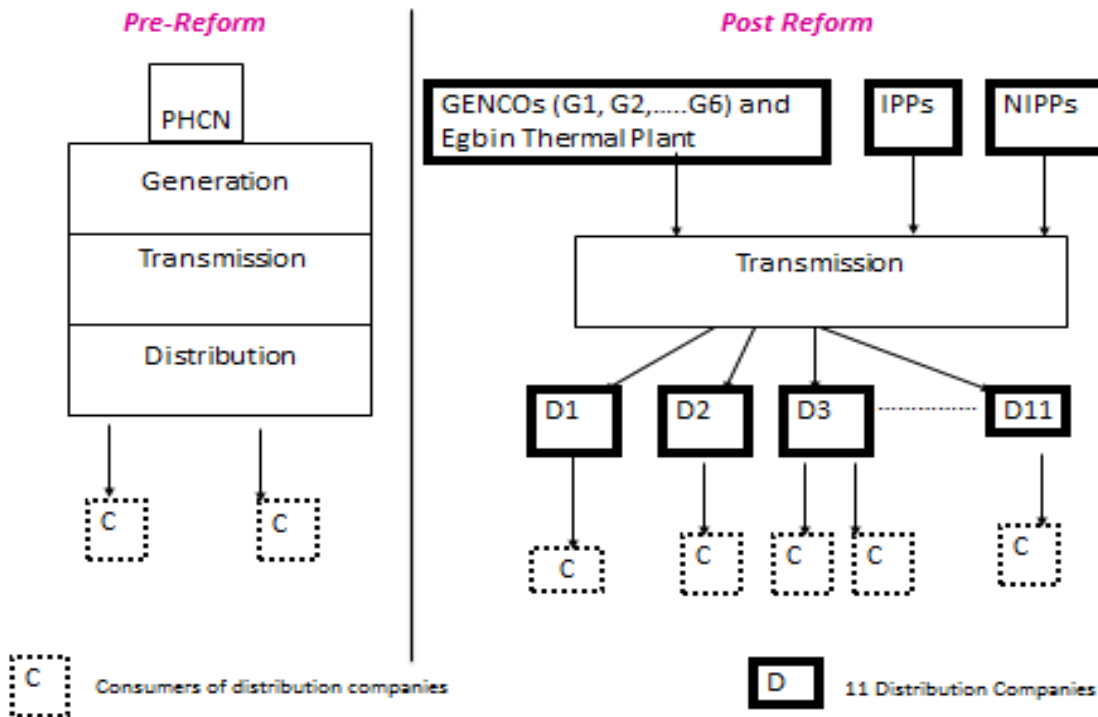 Pre-Reform
PHCN
Generation
Transmission
Distribution
C
C
C
Consumers of distribution companies
Post Reform
GENCOs (G1, G2,.....G6) and
Egbin Thermal Plant
IPPs
NIPPs
Transmission
D1
D2
D3
D11
C
C
C
C
C
D
11 Distribution Companies